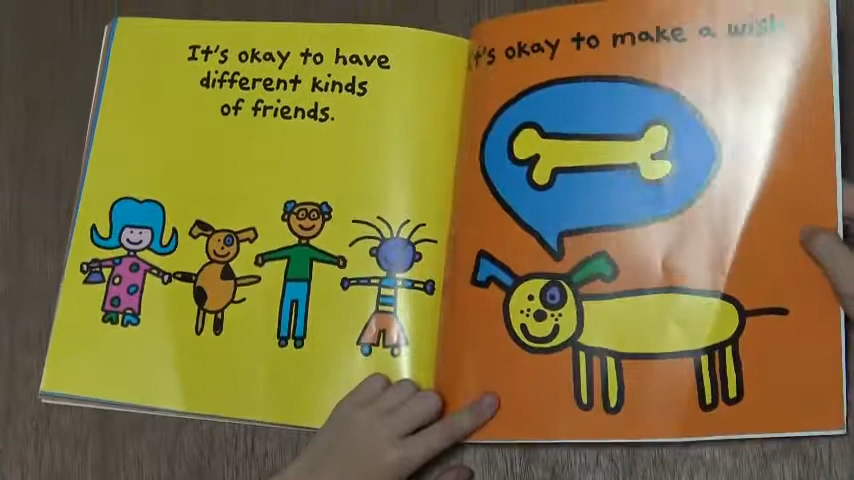 It's okay to have
different kinds
of friends.
It's okay to make a wish